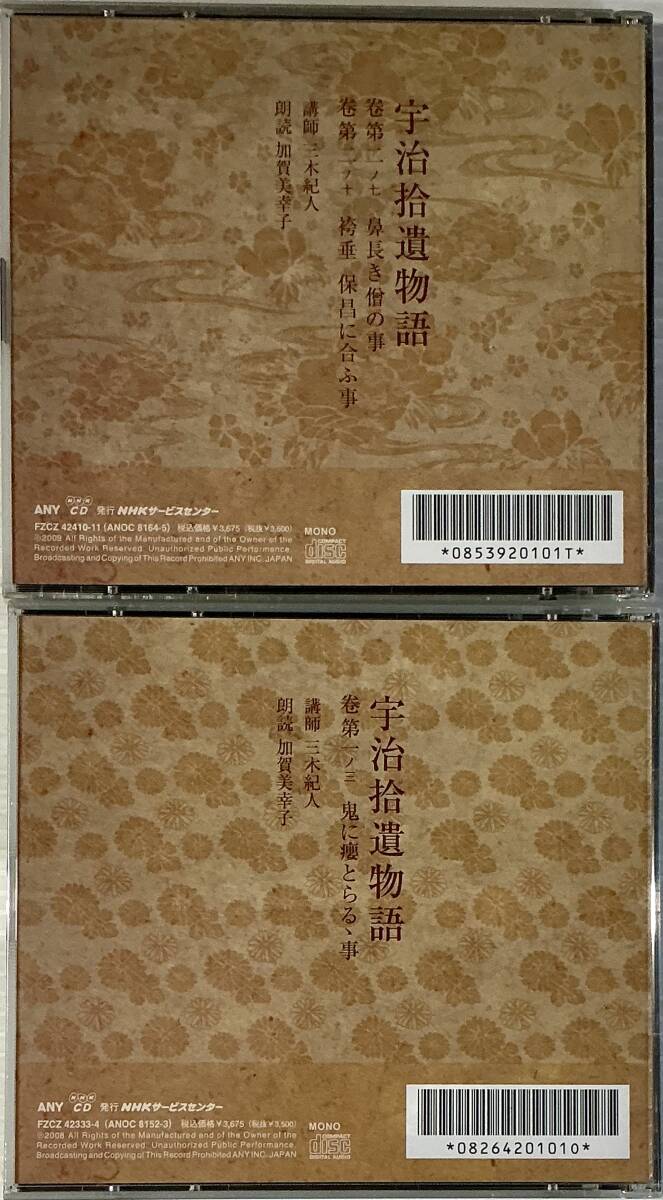 宇治拾遺物語
巻第二ノ七 鼻長き僧の事
巻第二ノ十 袴垂 保昌に合ふ事
講師 三木紀人
朗読 加賀美幸子
ANY NHK CD 発行 NHKサービスセンター
FZCZ 42410-11 (ANOC 8164-5) 税込価格¥3,675 (税抜¥3,500)
℗2009 All Rights of the Manufactured and of the Owner of the
Recorded Work Reserved. Unauthorized Public Performance,
Broadcasting and Copying of This Record Prohibited ANY INC. JAPAN
MONO
COMPACT
disc
DIGITAL AUDIO
*0853920101T*
宇治拾遺物語
巻第一ノ三 鬼に癭とらるゝ事
講師 三木紀人
朗読 加賀美幸子
ANY NHK CD 発行 NHKサービスセンター
FZCZ 42333-4 (ANOC 8152-3) 税込価格¥3,675 (税抜¥3,500)
℗2008 All Rights of the Manufactured and of the Owner of the
Recorded Work Reserved. Unauthorized Public Performance,
Broadcasting and Copying of This Record Prohibited ANY INC. JAPAN
MONO
COMPACT
disc
DIGITAL AUDIO
*08264201010*